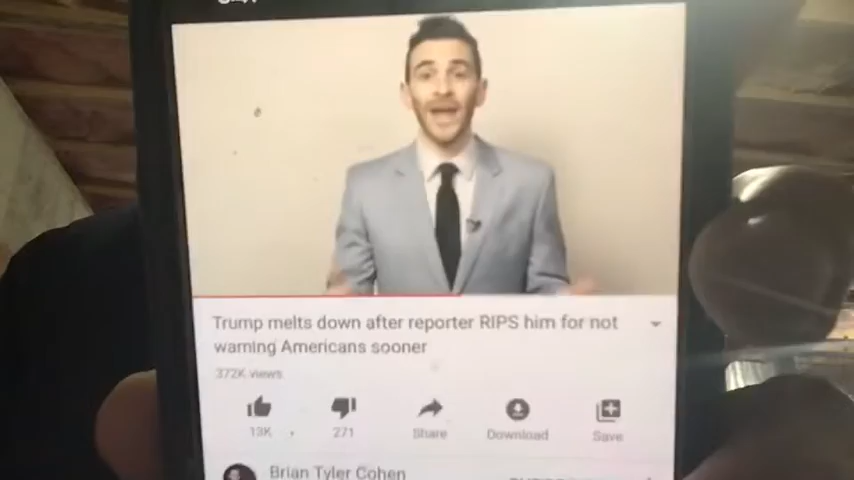 Trump melts down after reporter RIPS him for not
warning Americans sooner
372K views
13K
271
Share
Download
Save
Brian Tyler Cohen